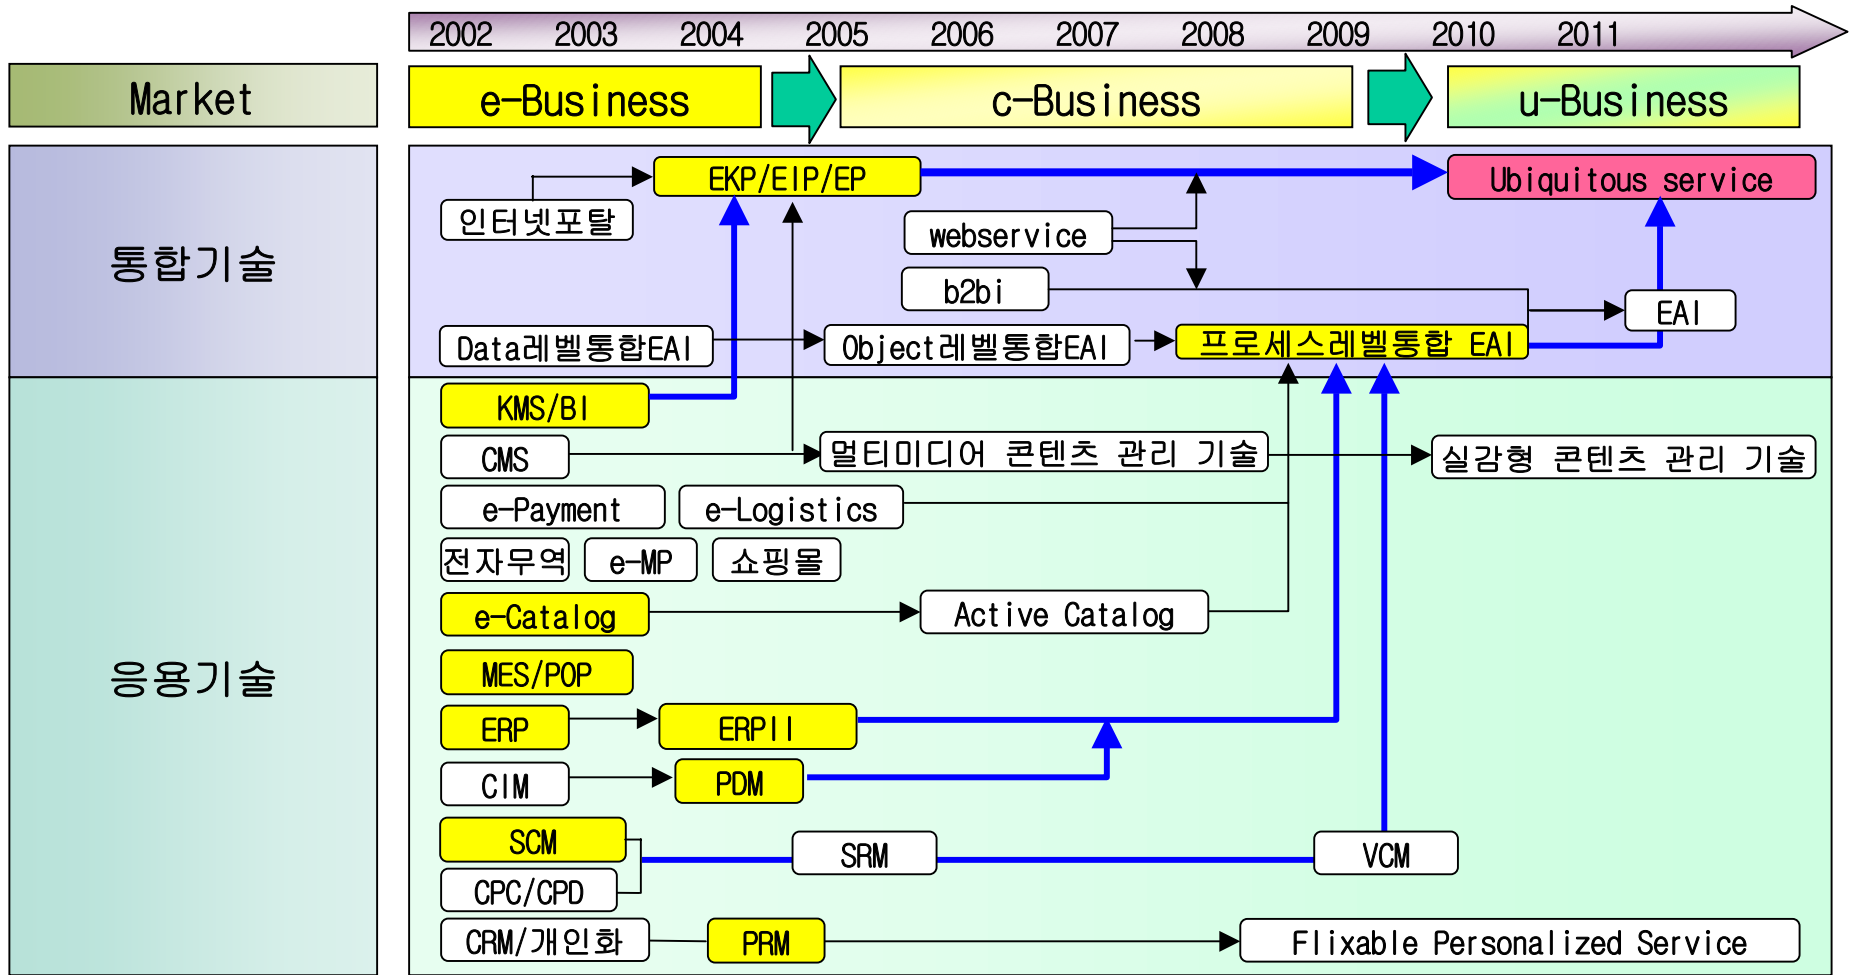 2002 2003 2004 2005 2006 2007 2008 2009 2010 2011
Market
e-Business
c-Business
u-Business
통합기술
EKP/EIP/EP
Ubiquitous service
인터넷포탈
webservice
b2bi
EAI
Data레벨통합EAI
Object레벨통합EAI
프로세스레벨통합 EAI
응용기술
KMS/BI
CMS
멀티미디어 콘텐츠 관리 기술
실감형 콘텐츠 관리 기술
e-Payment
e-Logistics
전자무역
e-MP
쇼핑몰
e-Catalog
Active Catalog
MES/POP
ERP
ERPII
CIM
PDM
SCM
SRM
VCM
CPC/CPD
CRM/개인화
PRM
Flixable Personalized Service